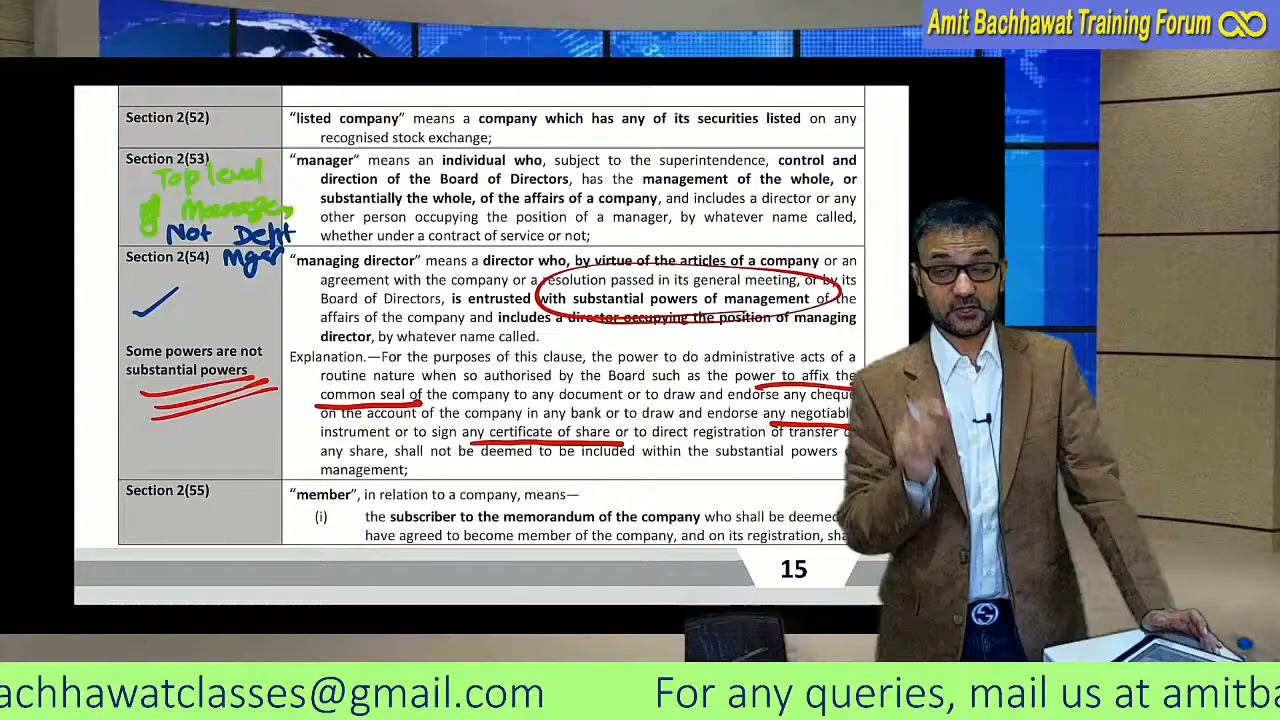 Amit Bachhawat Training Forum
Section 2(52)
“listed company” means a company which has any of its securities listed on any
recognised stock exchange;
Section 2(53)
Top level
Manager
Not Deptt
Mger
“manager” means an individual who, subject to the superintendence, control and
direction of the Board of Directors, has the management of the whole, or
substantially the whole, of the affairs of a company, and includes a director or any
other person occupying the position of a manager, by whatever name called,
whether under a contract of service or not;
Section 2(54)
Some powers are not
substantial powers
“managing director” means a director who, by virtue of the articles of a company or an
agreement with the company or a resolution passed in its general meeting, or by its
Board of Directors, is entrusted with substantial powers of management of the
affairs of the company and includes a director occupying the position of managing
director, by whatever name called.
Explanation.—For the purposes of this clause, the power to do administrative acts of a
routine nature when so authorised by the Board such as the power to affix the
common seal of the company to any document or to draw and endorse any cheque
on the account of the company in any bank or to draw and endorse any negotiabl
instrument or to sign any certificate of share or to direct registration of transfer
any share, shall not be deemed to be included within the substantial powers
management;
Section 2(55)
“member”, in relation to a company, means—
(i) the subscriber to the memorandum of the company who shall be deemed
have agreed to become member of the company, and on its registration, sha
15
achhawatclasses@gmail.com For any queries, mail us at amitba